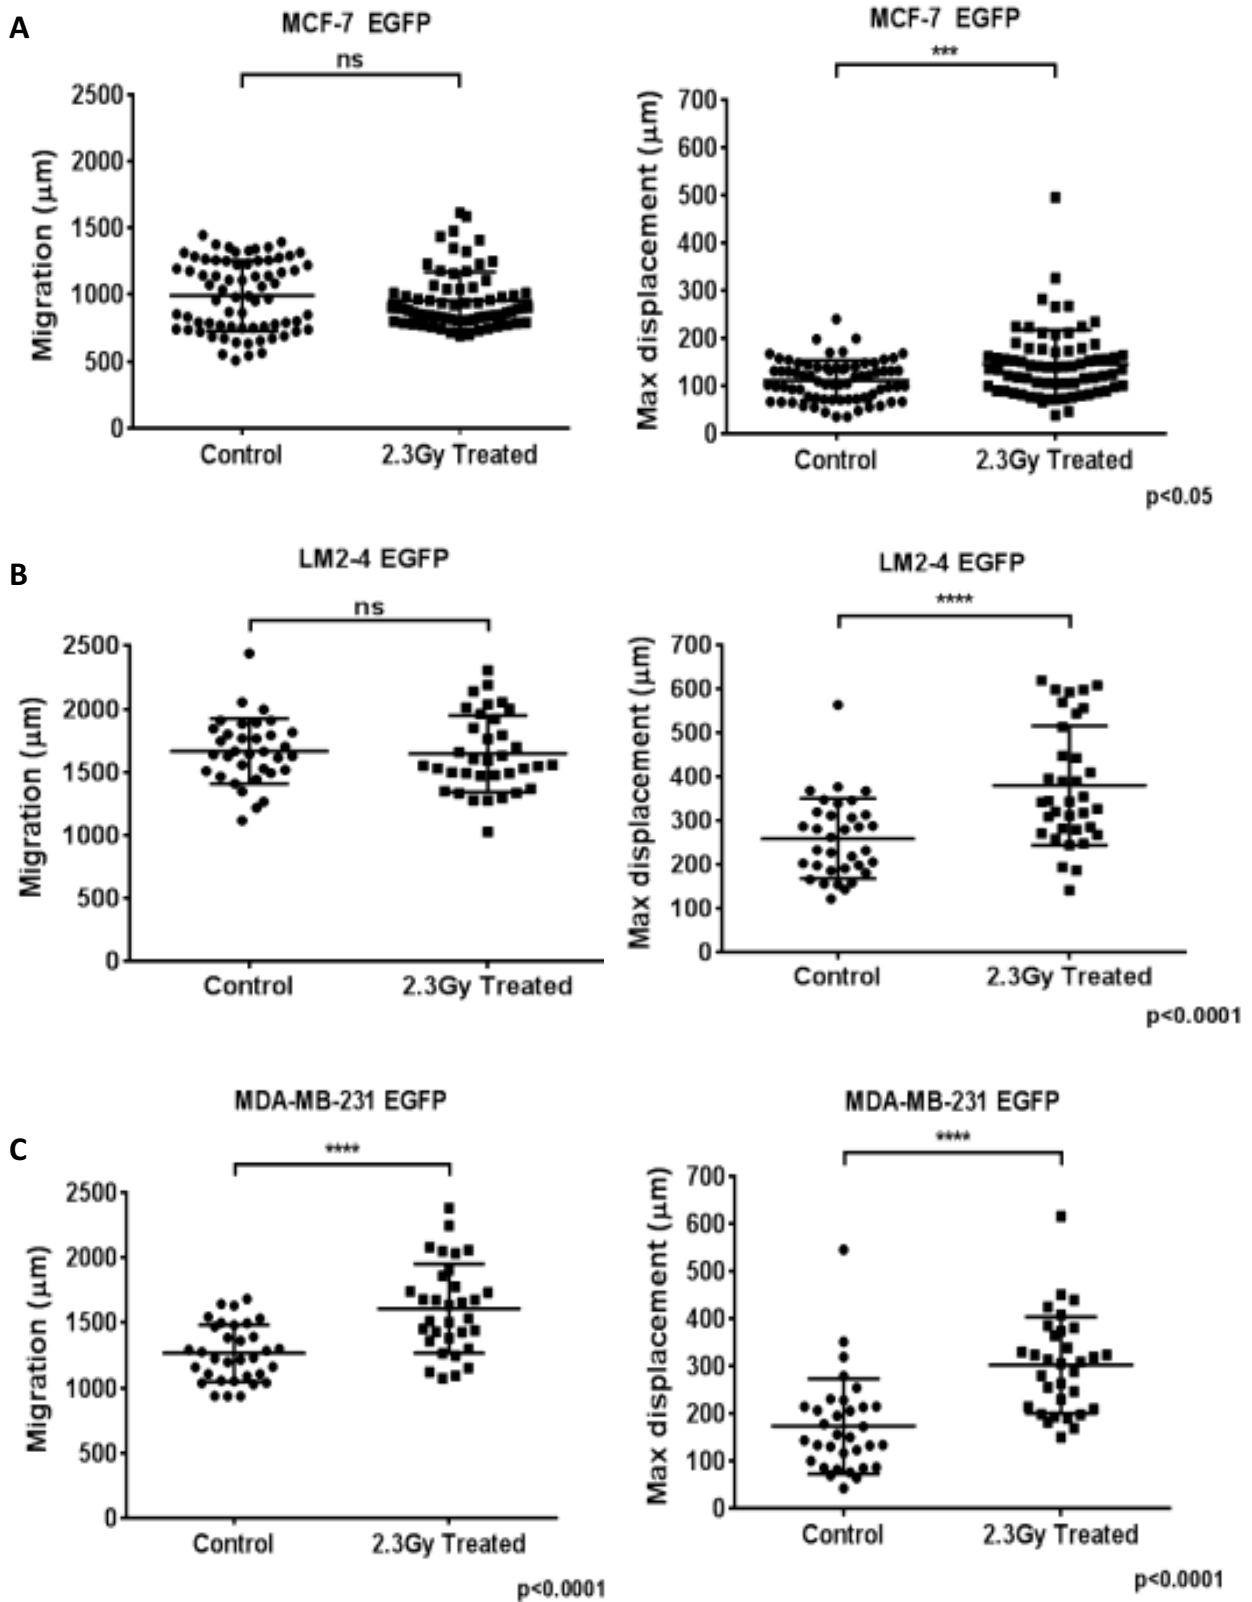 A
MCF-7 EGFP
ns
Migration (μm)
2500
2000
1500
1000
500
0
Control
2.3Gy Treated
MCF-7 EGFP
***
Max displacement (μm)
700
600
500
400
300
200
100
0
Control
2.3Gy Treated
p<0.05
B
LM2-4 EGFP
ns
Migration (μm)
2500
2000
1500
1000
500
0
Control
2.3Gy Treated
LM2-4 EGFP
****
Max displacement (μm)
700
600
500
400
300
200
100
0
Control
2.3Gy Treated
p<0.0001
C
MDA-MB-231 EGFP
****
Migration (μm)
2500
2000
1500
1000
500
0
Control
2.3Gy Treated
p<0.0001
MDA-MB-231 EGFP
****
Max displacement (μm)
700
600
500
400
300
200
100
0
Control
2.3Gy Treated
p<0.0001